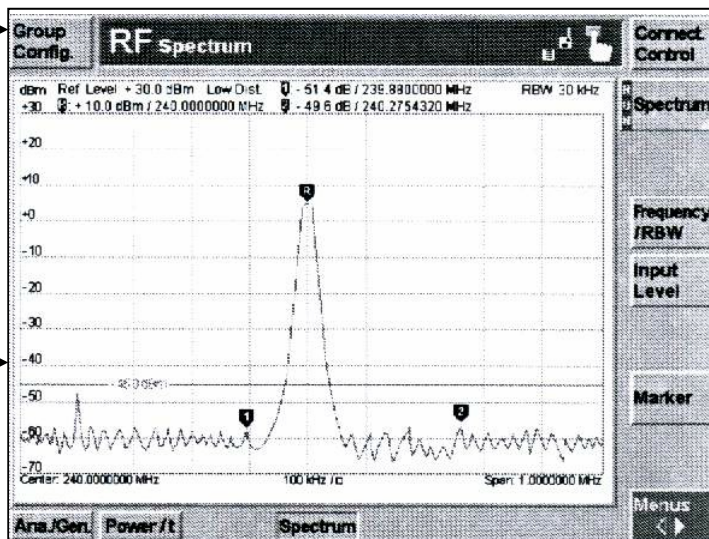 Group
Config.
RF Spectrum
Connect.
Control
dBm Ref Level + 30.0 dBm Low Dist. 1 - 51.4 dB / 239.8800000 MHz RBW 30 kHz
+30 R: + 10.0 dBm / 240.0000000 MHz 2 - 49.6 dB / 240.2754320 MHz
Spectrum
+20
+10
R
+0
Frequency
/RBW
-10
Input
Level
-20
-30
-40
Marker
-50
1
2
-60
-70
Center: 240.0000000 MHz 100 kHz / Span: 1.0000000 MHz
Menus
Ana./Gen. Power / t Spectrum